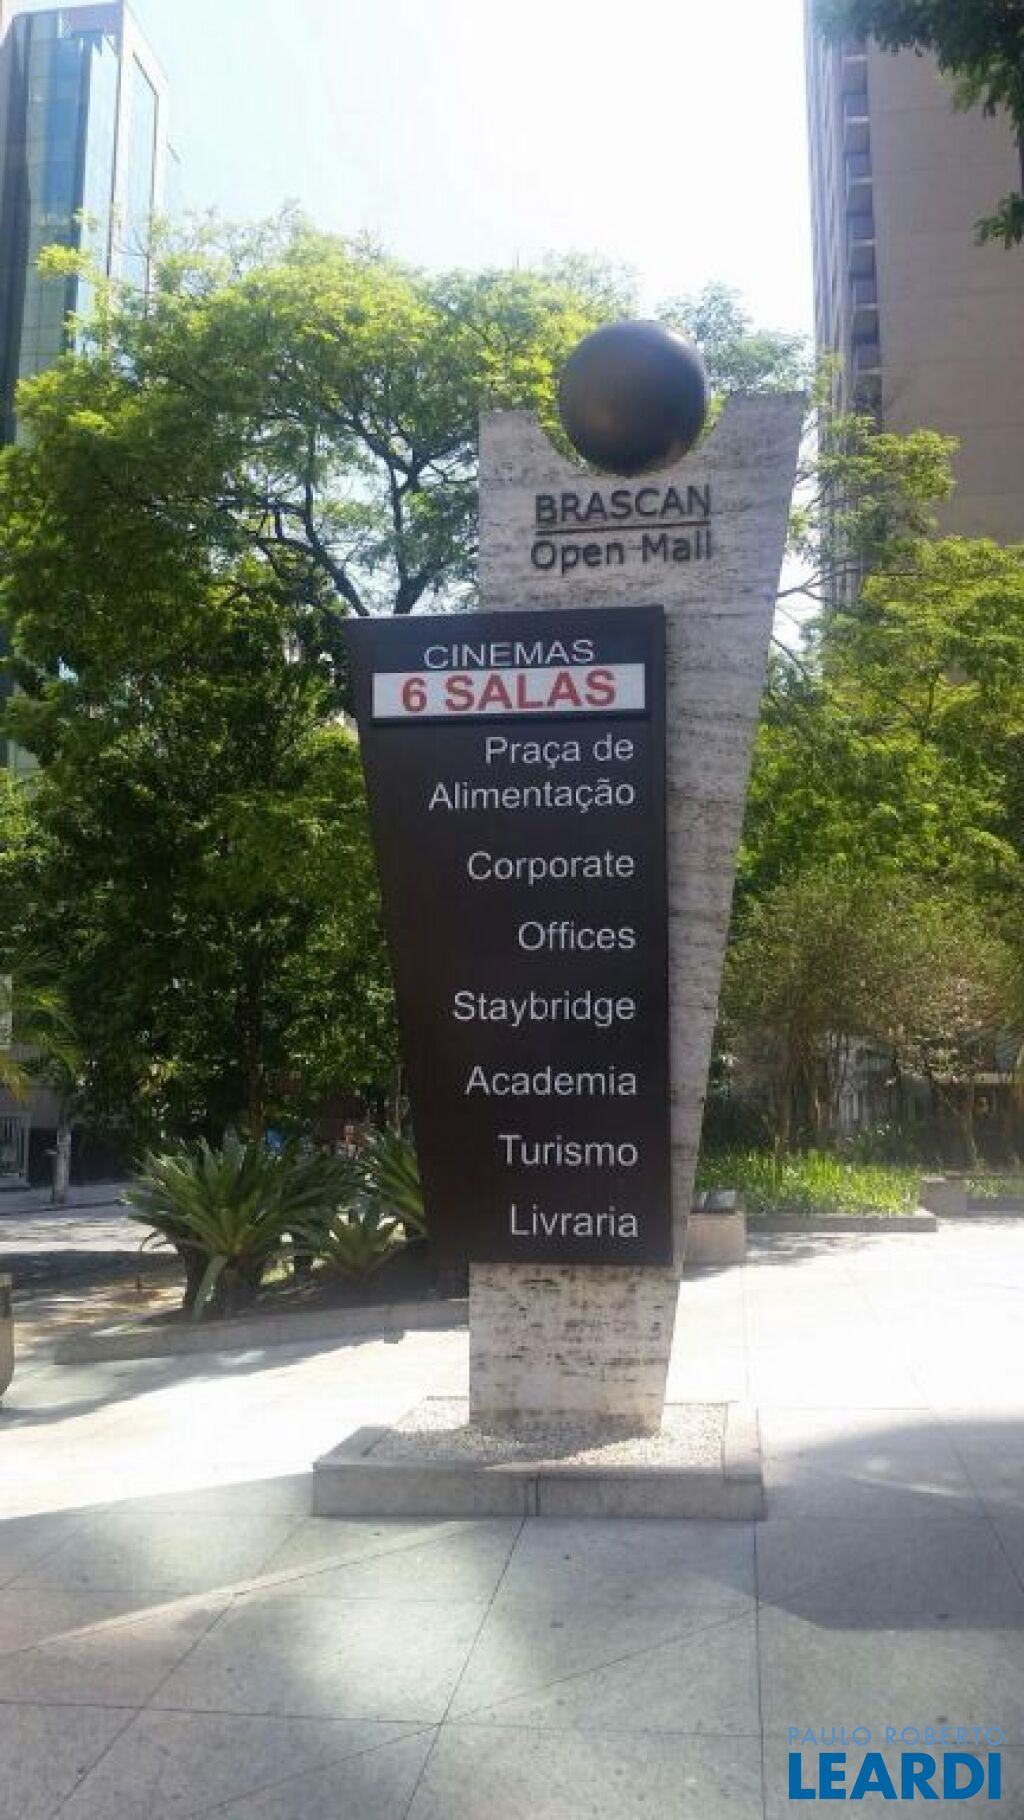 BRASCAN
Open Mall
CINEMAS
6 SALAS
Praça de
Alimentação
Corporate
Offices
Staybridge
Academia
Turismo
Livraria
PAULO ROBERTO
LEARDI